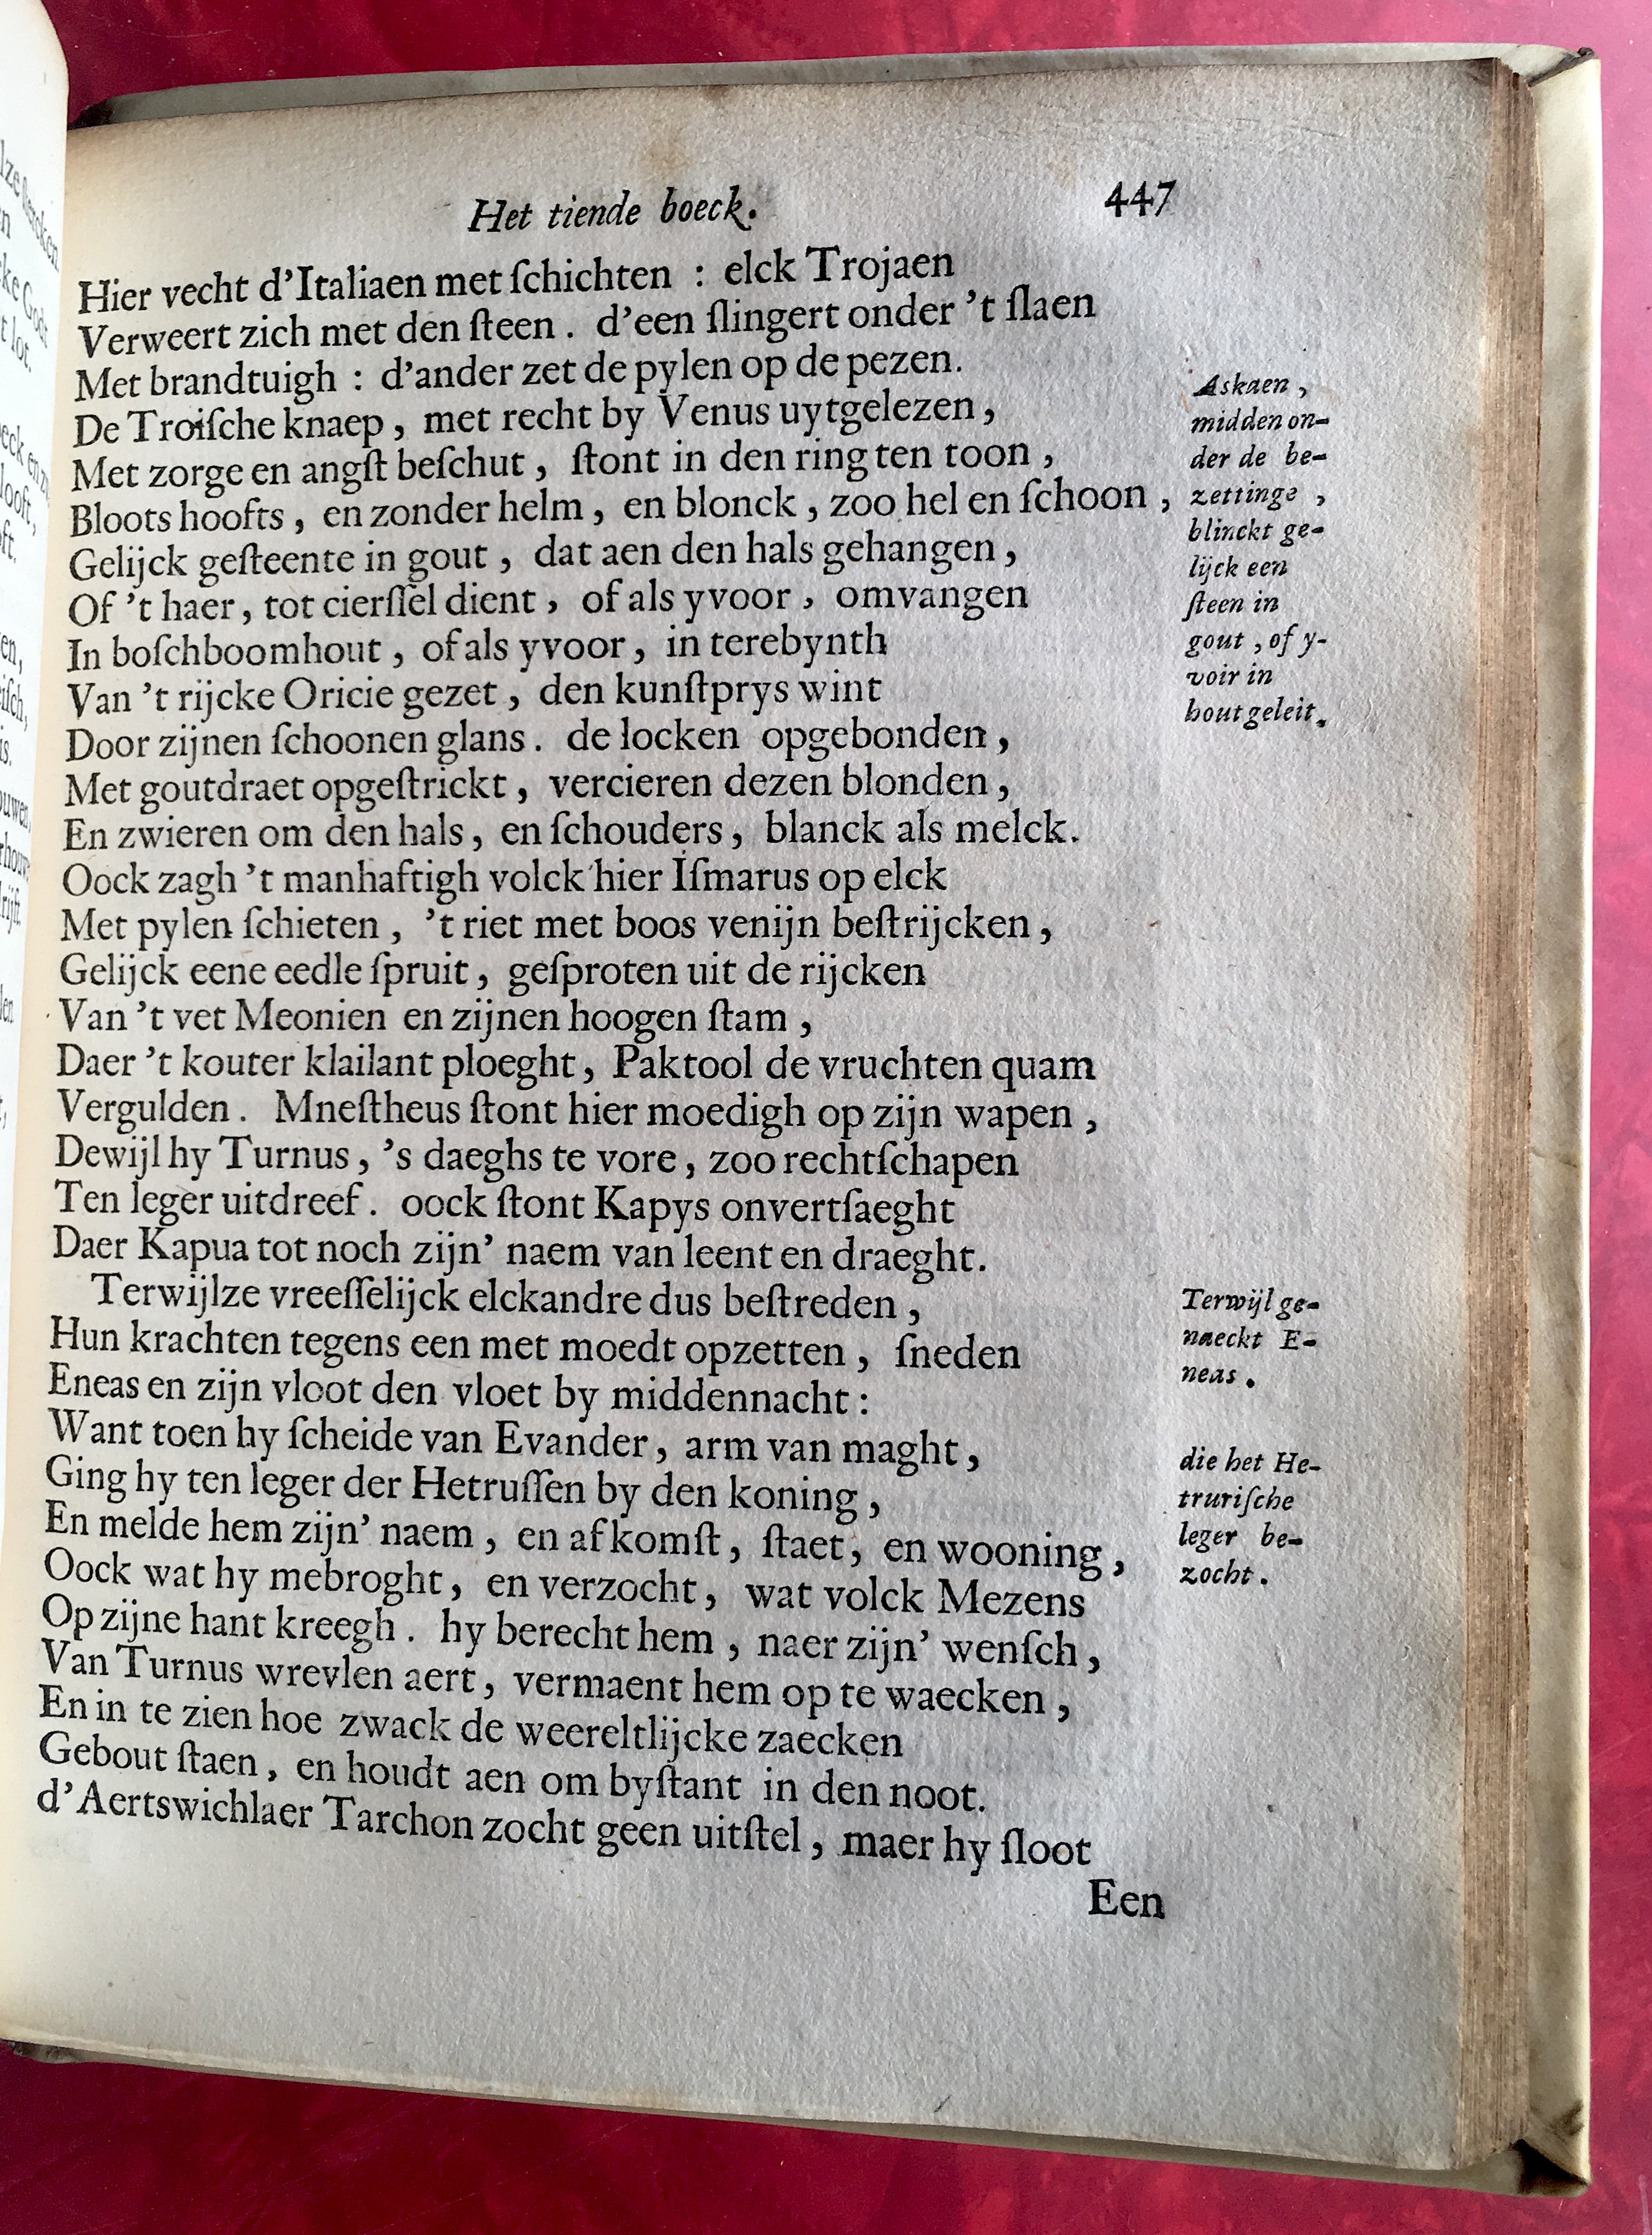 Het tiende boeck. 447
Hier vecht d'Italiaen met ſchichten : elck Trojaen
Verweert zich met den ſteen. d'een ſlingert onder 't ſlaen
Met brandtuigh : d'ander zet de pylen op de pezen.
De Troiſche knaep, met recht by Venus uytgelezen,
Met zorge en angſt beſchut, ſtont in den ring ten toon,
Bloots hoofts, en zonder helm, en blonck, zoo hel en ſchoon,
Gelijck geſteente in gout, dat aen den hals gehangen,
Of 't haer, tot cierſſel dient, of als yvoor, omvangen
In boſchboomhout, of als yvoor, in terebynth
Van 't rijcke Oricie gezet, den kunſtprys wint
Door zijnen ſchoonen glans. de locken opgebonden,
Met goutdraet opgeſtrickt, vercieren dezen blonden,
En zwieren om den hals, en ſchouders, blanck als melck.
Oock zagh 't manhaftigh volck hier Iſmarus op elck
Met pylen ſchieten, 't riet met boos venijn beſtrijcken,
Gelijck eene eedle ſpruit, geſproten uit de rijcken
Van 't vet Meonien en zijnen hoogen ſtam,
Daer 't kouter klailant ploeght, Paktool de vruchten quam
Vergulden. Mneſtheus ſtont hier moedigh op zijn wapen,
Dewijl hy Turnus, 's daeghs te vore, zoo rechtſchapen
Ten leger uitdreef. oock ſtont Kapys onvertſaeght
Daer Kapua tot noch zijn' naem van leent en draeght.
Terwijlze vreeſſelijck elckandre dus beſtreden,
Hun krachten tegens een met moedt opzetten, ſneden
Eneas en zijn vloot den vloet by middennacht:
Want toen hy ſcheide van Evander, arm van maght,
Ging hy ten leger der Hetruſſen by den koning,
En melde hem zijn' naem, en afkomſt, ſtaet, en wooning,
Oock wat hy mebroght, en verzocht, wat volck Mezens
Op zijne hant kreegh. hy berecht hem, naer zijn' wenſch,
Van Turnus wrevlen aert, vermaent hem op te waecken,
En in te zien hoe zwack de weereltlijcke zaecken
Gebout ſtaen, en houdt aen om byſtant in den noot.
d'Aertswichlaer Tarchon zocht geen uitſtel, maer hy ſloot
Een
Askaen,
midden on-
der de be-
zettinge,
blinckt ge-
lijck een
ſteen in
gout, of y-
voir in
hout geleit.
Terwijl ge-
naeckt E-
neas.
die het He-
truriſche
leger be-
zocht.